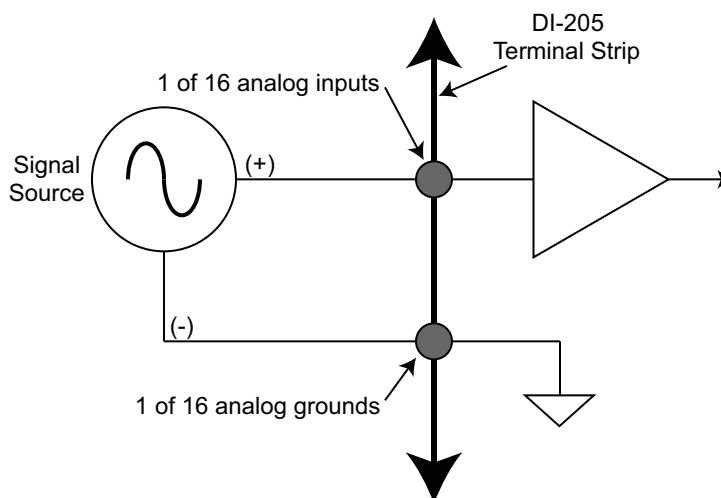 DI-205
Terminal Strip
1 of 16 analog inputs
Signal
Source
(+)
(-)
1 of 16 analog grounds